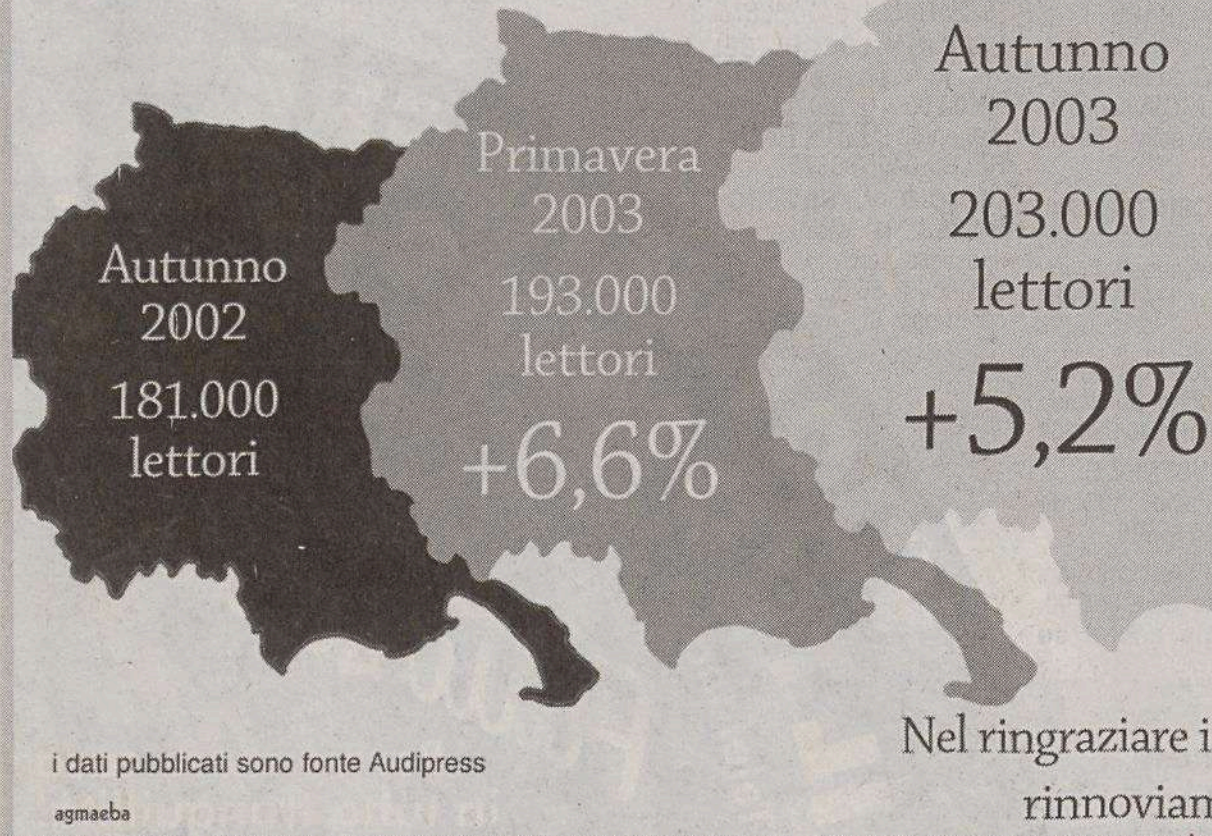 Autunno
2002
181.000
lettori
Primavera
2003
193.000
lettori
+6,6%
Autunno
2003
203.000
lettori
+5,2%
i dati pubblicati sono fonte Audipress
agmaeba
Nel ringraziare i
rinnoviam